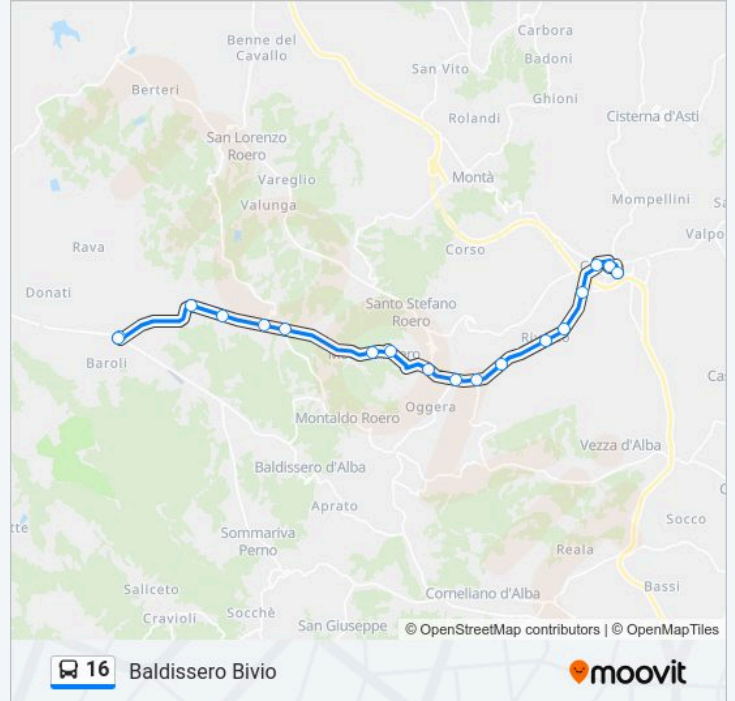 Carbora
Benne del
Cavallo
Badoni
San Vito
Berteri
Ghioni
Rolandi
Cisterna d'Asti
San Lorenzo
Roero
Vareglio
Montà
Valunga
Mompellini
Valpo
Rava
Corso
Donati
Santo Stefano
Roero
Baroli
Oggera
Montaldo Roero
Vezza d'Alba
Baldissero d'Alba
Aprato
Socco
Sommariva
Perno
Reala
Bassi
Saliceto
Corneliano d'Alba
Socchè
Cravioli
San Giuseppe
© OpenStreetMap contributors | © OpenMapTiles
16 Baldissero Bivio
moovit